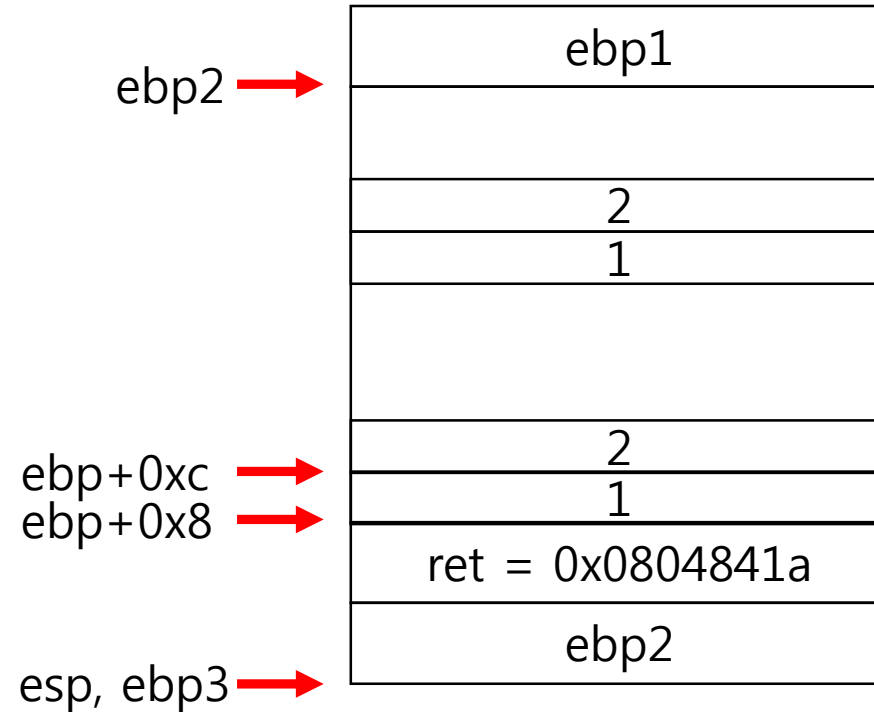 ebp1
ebp2
2
1
2
ebp+0xc
1
ebp+0x8
ret = 0x0804841a
ebp2
esp, ebp3